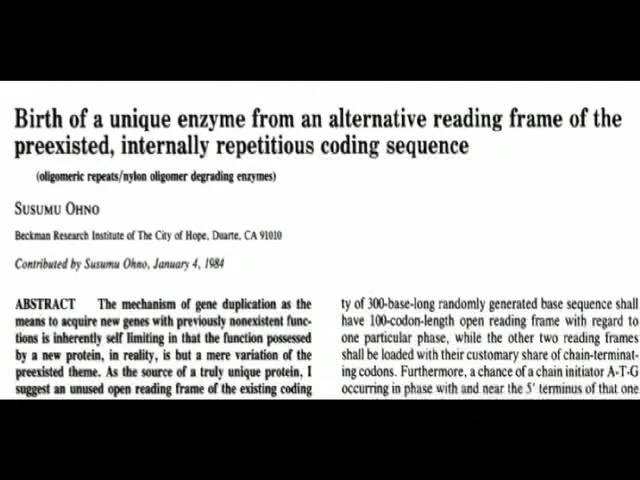 Birth of a unique enzyme from an alternative reading frame of the
preexisted, internally repetitious coding sequence
(oligomeric repeats/nylon oligomer degrading enzymes)
SUSUMU OHNO
Beckman Research Institute of The City of Hope, Duarte, CA 91010
Contributed by Susumu Ohno, January 4, 1984
ABSTRACT The mechanism of gene duplication as the
means to acquire new genes with previously nonexistent func-
tions is inherently self limiting in that the function possessed
by a new protein, in reality, is but a mere variation of the
preexisted theme. As the source of a truly unique protein, I
suggest an unused open reading frame of the existing coding
ty of 300-base-long randomly generated base sequence shall
have 100-codon-length open reading frame with regard to
one particular phase, while the other two reading frames
shall be loaded with their customary share of chain-terminat-
ing codons. Furthermore, a chance of a chain initiator A-T-G
occurring in phase with and near the 5′ terminus of that one